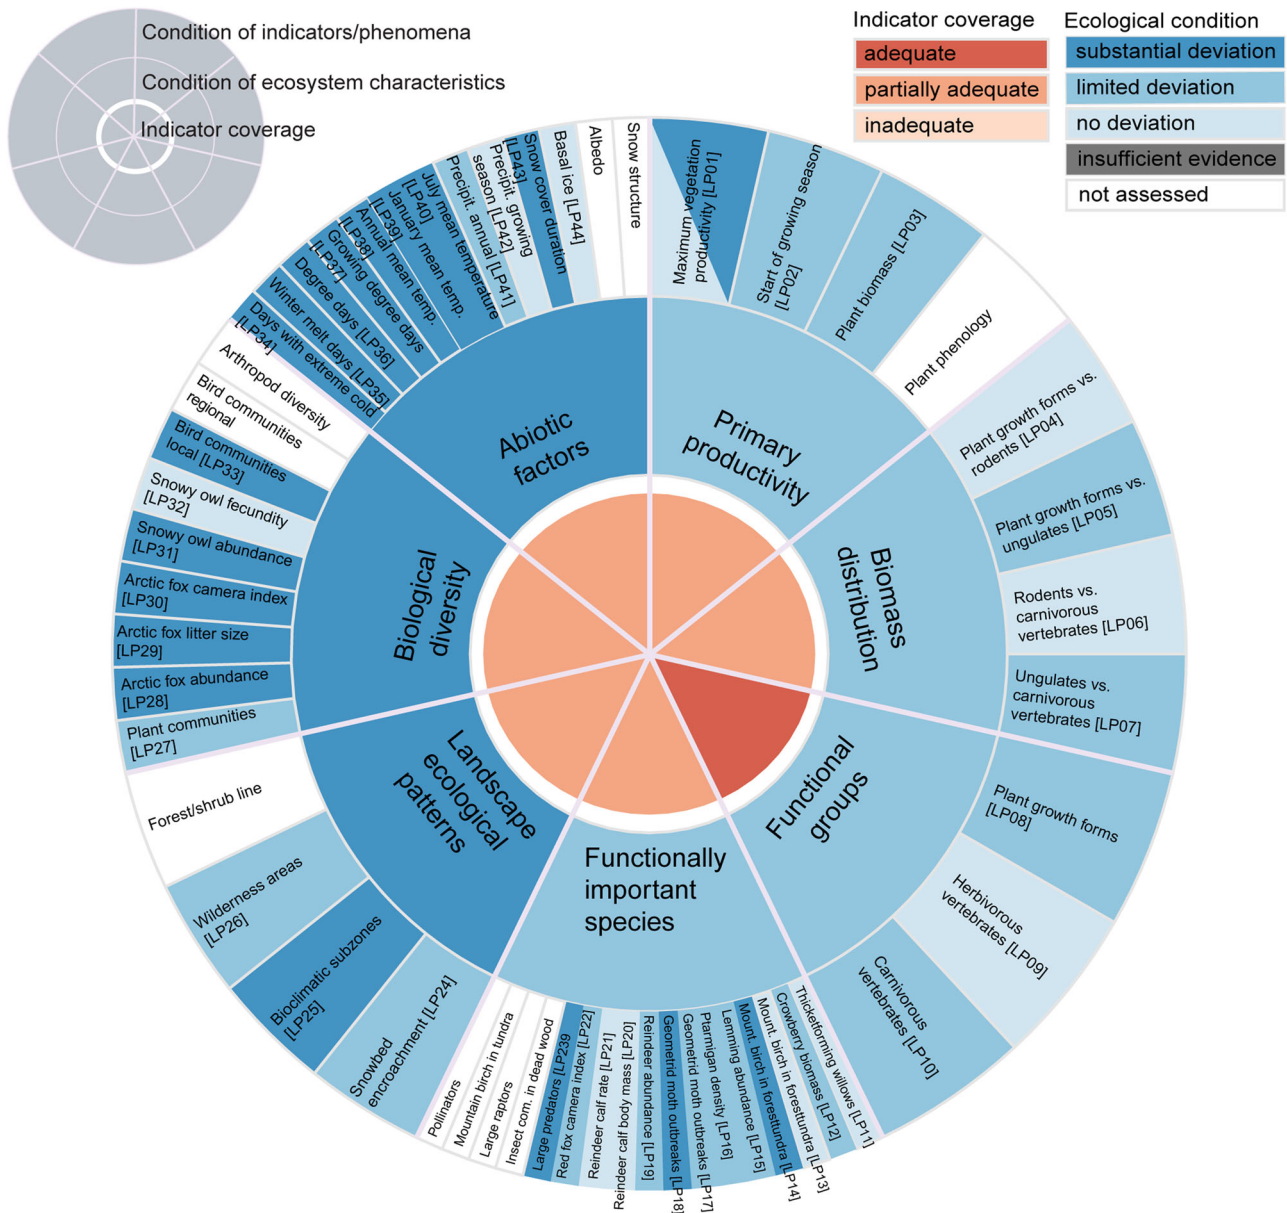 Condition of indicators/phenomena
Condition of ecosystem characteristics
Indicator coverage
Indicator coverage
adequate
partially adequate
inadequate
Ecological condition
substantial deviation
limited deviation
no deviation
insufficient evidence
not assessed
Maximum vegetation
productivity [LP01]
Start of growing season
[LP02]
Plant biomass [LP03]
Plant phenology
Plant growth forms vs.
rodents [LP04]
Plant growth forms vs.
ungulates [LP05]
Rodents vs.
carnivorous
vertebrates [LP06]
Ungulates vs.
carnivorous
vertebrates [LP07]
Plant growth forms
[LP08]
Herbivorous
vertebrates [LP09]
Carnivorous
vertebrates [LP10]
Thicketforming willows [LP11]
Crowberry biomass [LP12]
Mount. birch in foresttundra [LP13]
Mount. birch in foresttundra [LP14]
Lemming abundance [LP15]
Ptarmigan density [LP16]
Geometrid moth outbreaks [LP17]
Geometrid moth outbreaks [LP18]
Reindeer abundance [LP19]
Reindeer calf body mass [LP20]
Reindeer calf rate [LP21]
Red fox camera index [LP22]
Large predators [LP239
Insect com. in dead wood
Large raptors
Mountain birch in tundra
Pollinators
Snowbed
encroachment [LP24]
Bioclimatic subzones
[LP25]
Wilderness areas
[LP26]
Forest/shrub line
Plant communities
[LP27]
Arctic fox abundance
[LP28]
Arctic fox litter size
[LP29]
Arctic fox camera index
[LP30]
Snowy owl abundance
[LP31]
Snowy owl fecundity
[LP32]
Bird communities
local [LP33]
Bird communities
regional
Arthropod diversity
Days with extreme cold
[LP34]
Winter melt days [LP35]
Degree days [LP36]
Growing degree days
[LP37]
Annual mean temp.
[LP38]
January mean temp.
[LP39]
July mean temperature
[LP40]
Precipit. annual [LP41]
Precipit. growing
season [LP42]
Snow cover duration
[LP43]
Basal ice [LP44]
Albedo
Snow structure
Primary
productivity
Biomass
distribution
Functional
groups
Functionally
important
species
Landscape
ecological
patterns
Biological
diversity
Abiotic
factors